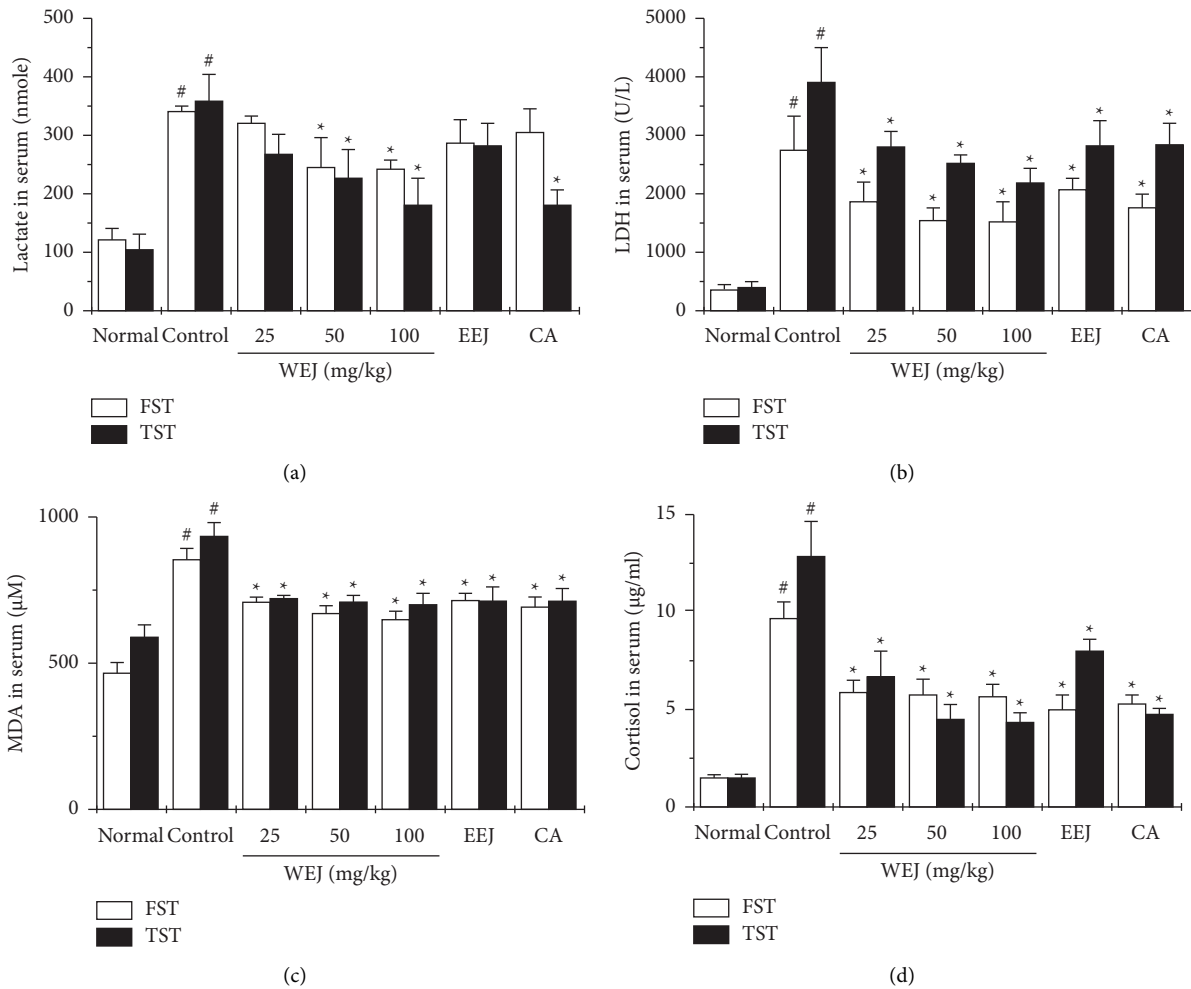 Lactate in serum (nmole)
500
400
300
200
100
0
# #
* *
* *
*
Normal Control 25 50 100 EEJ CA
WEJ (mg/kg)
FST
TST
(a)
LDH in serum (U/L)
5000
4000
3000
2000
1000
0
# #
* *
* *
* *
* *
* *
Normal Control 25 50 100 EEJ CA
WEJ (mg/kg)
FST
TST
(b)
MDA in serum (μM)
1000
500
0
# #
* *
* *
* *
* *
* *
Normal Control 25 50 100 EEJ CA
WEJ (mg/kg)
FST
TST
(c)
Cortisol in serum (μg/ml)
15
10
5
0
# #
* *
* *
* *
* *
* *
Normal Control 25 50 100 EEJ CA
WEJ (mg/kg)
FST
TST
(d)